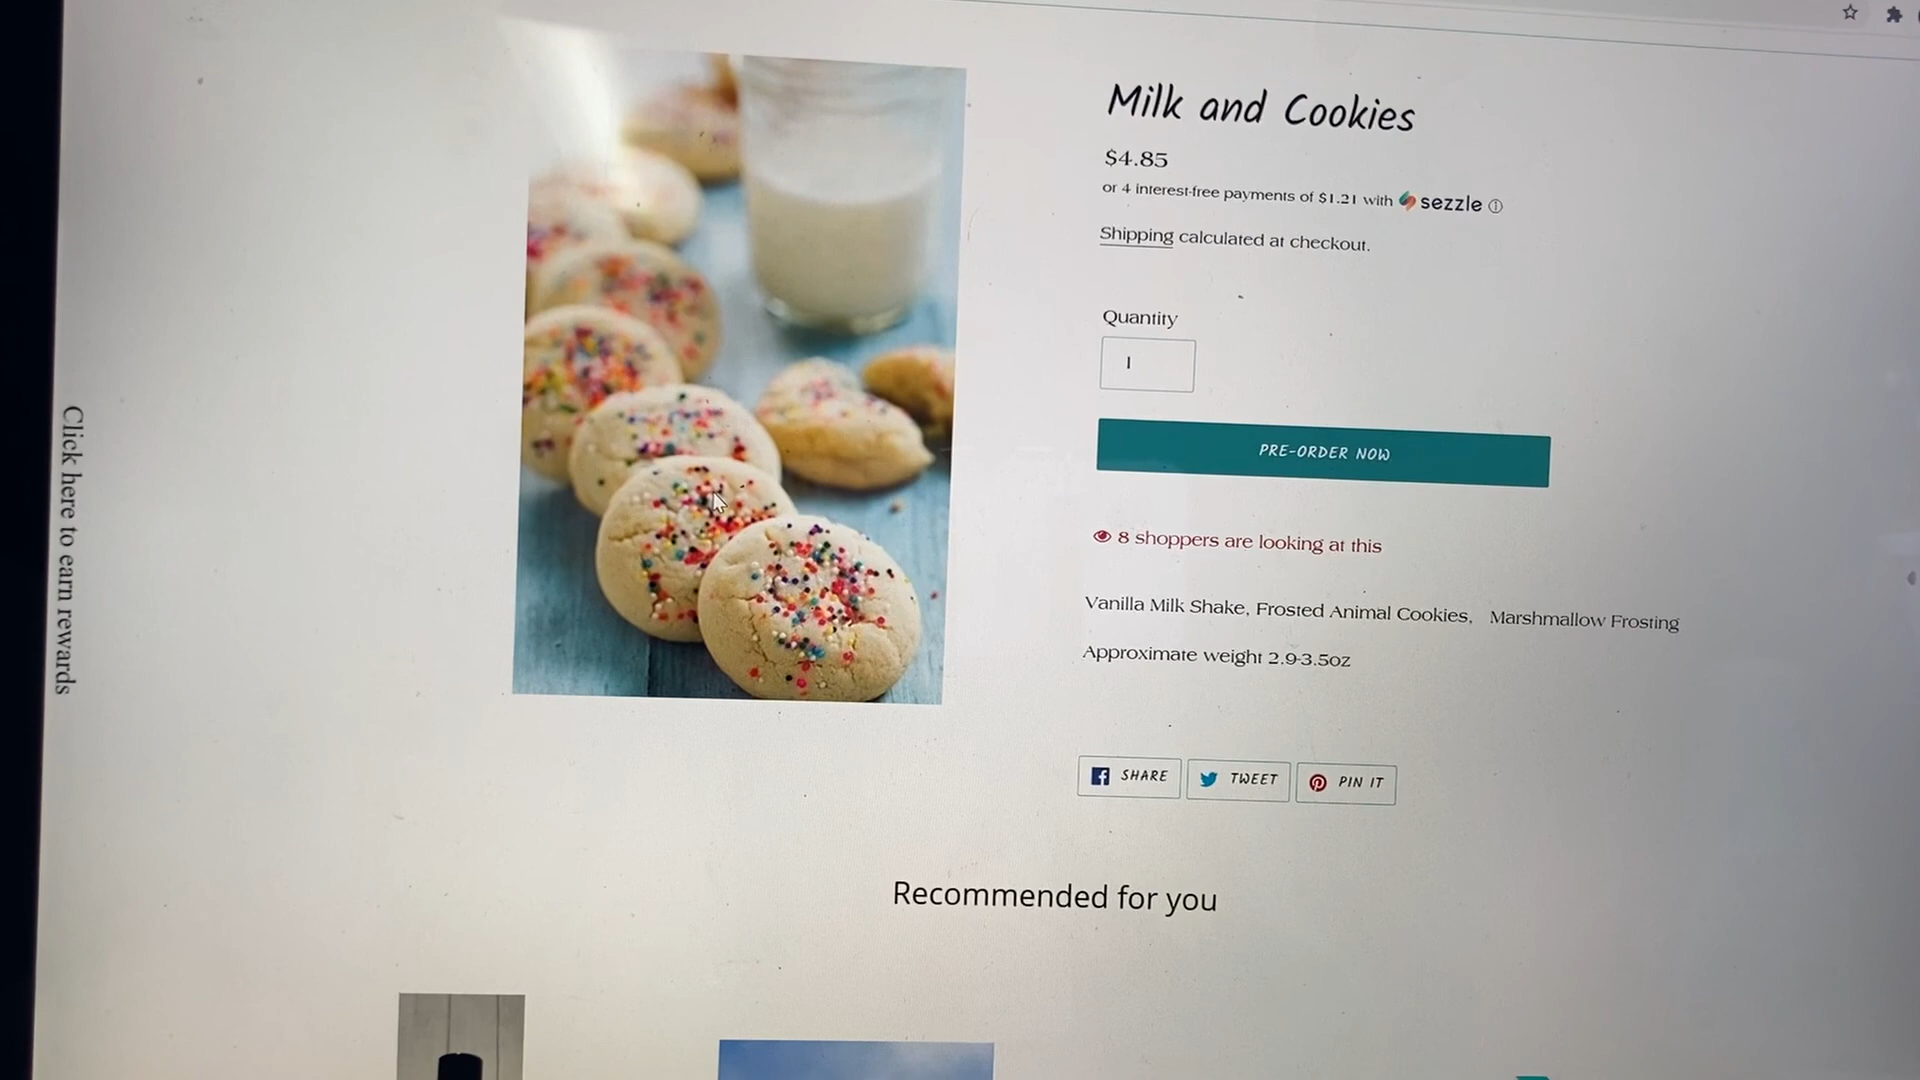 Milk and Cookies
$4.85
or 4 interest-free payments of $1.21 with sezzle
Shipping calculated at checkout.
Quantity
1
PRE-ORDER NOW
8 shoppers are looking at this
Vanilla Milk Shake, Frosted Animal Cookies, Marshmallow Frosting
Approximate weight 2.9-3.5oz
SHARE TWEET PIN IT
Click here to earn rewards
Recommended for you